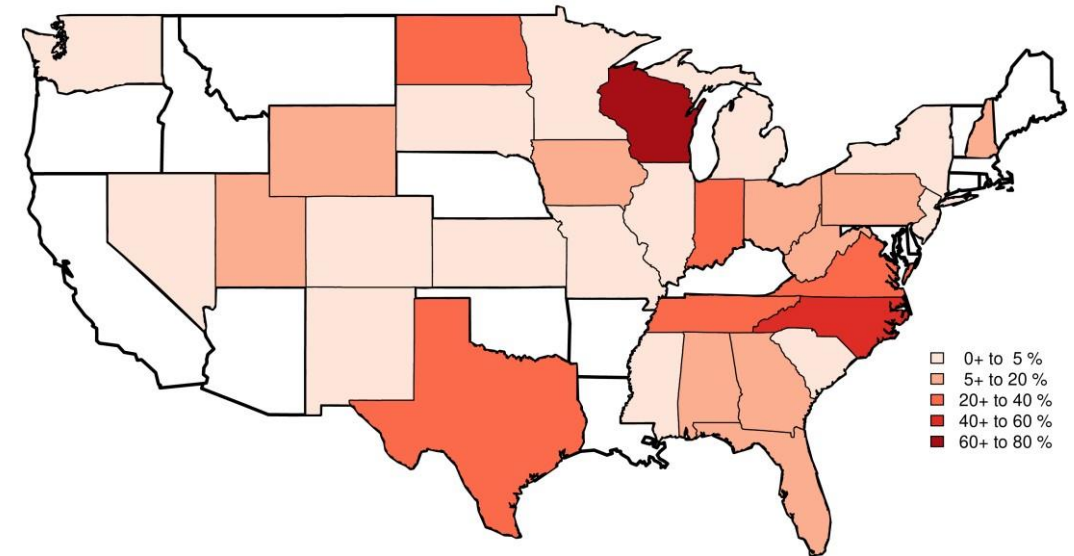 0+ to 5 %
5+ to 20 %
20+ to 40 %
40+ to 60 %
60+ to 80 %